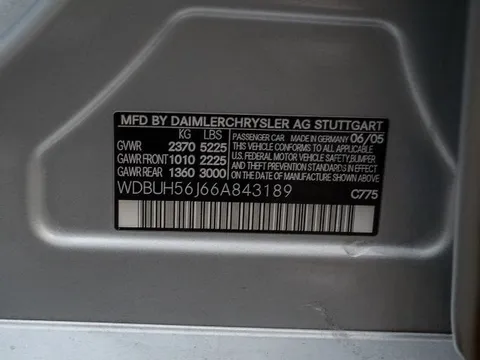 MFD BY DAIMLERCHRYSLER AG STUTTGART
KG LBS PASSENGER CAR MADE IN GERMANY 06/05
GVWR 2370 5225 THIS VEHICLE CONFORMS TO ALL APPLICABLE
GAWR FRONT 1010 2225 U.S. FEDERAL MOTOR VEHICLE SAFETY, BUMPER
GAWR REAR 1360 3000 AND THEFT PREVENTION STANDARDS IN EFFECT
ON THE DATE OF MANUFACTURE SHOWN ABOVE.
WDBUH56J66A843189 C775